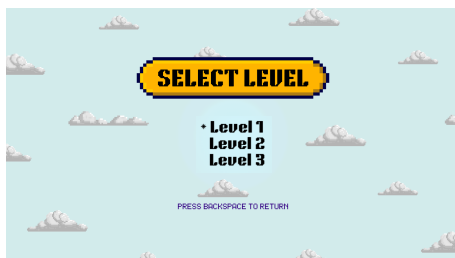 SELECT LEVEL
Level 1
Level 2
Level 3
PRESS BACKSPACE TO RETURN